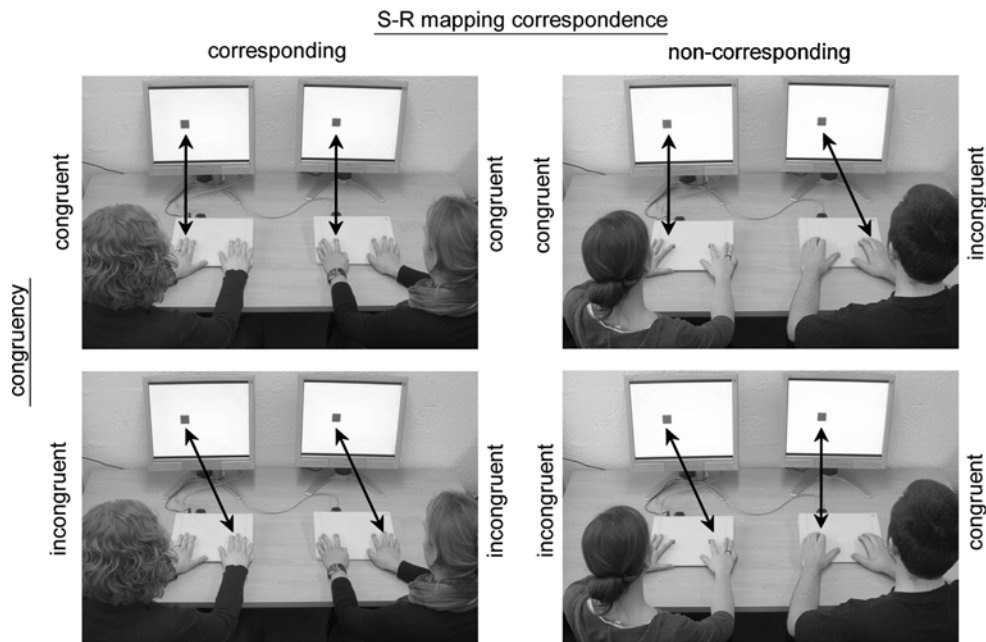 S-R mapping correspondence
corresponding
non-corresponding
congruency
congruent
congruent
congruent
incongruent
incongruent
incongruent
incongruent
congruent